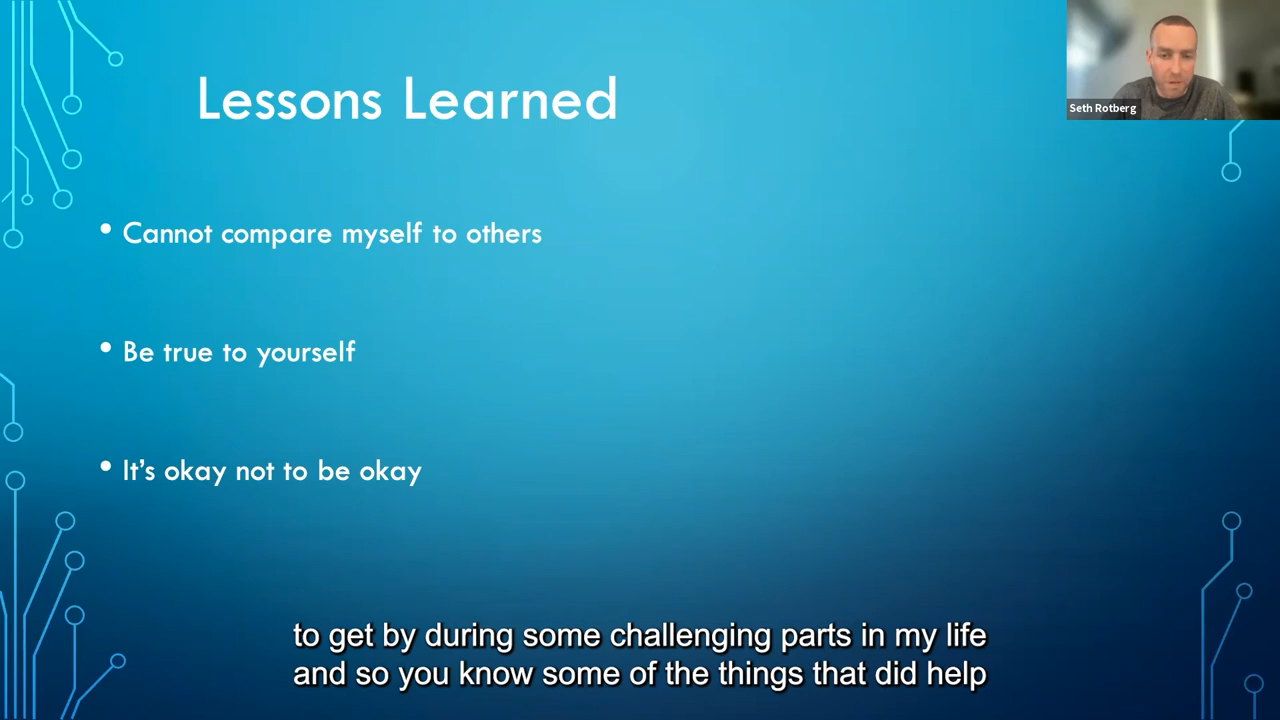 Lessons Learned
Seth Rotberg
• Cannot compare myself to others
• Be true to yourself
• It's okay not to be okay
to get by during some challenging parts in my life
and so you know some of the things that did help